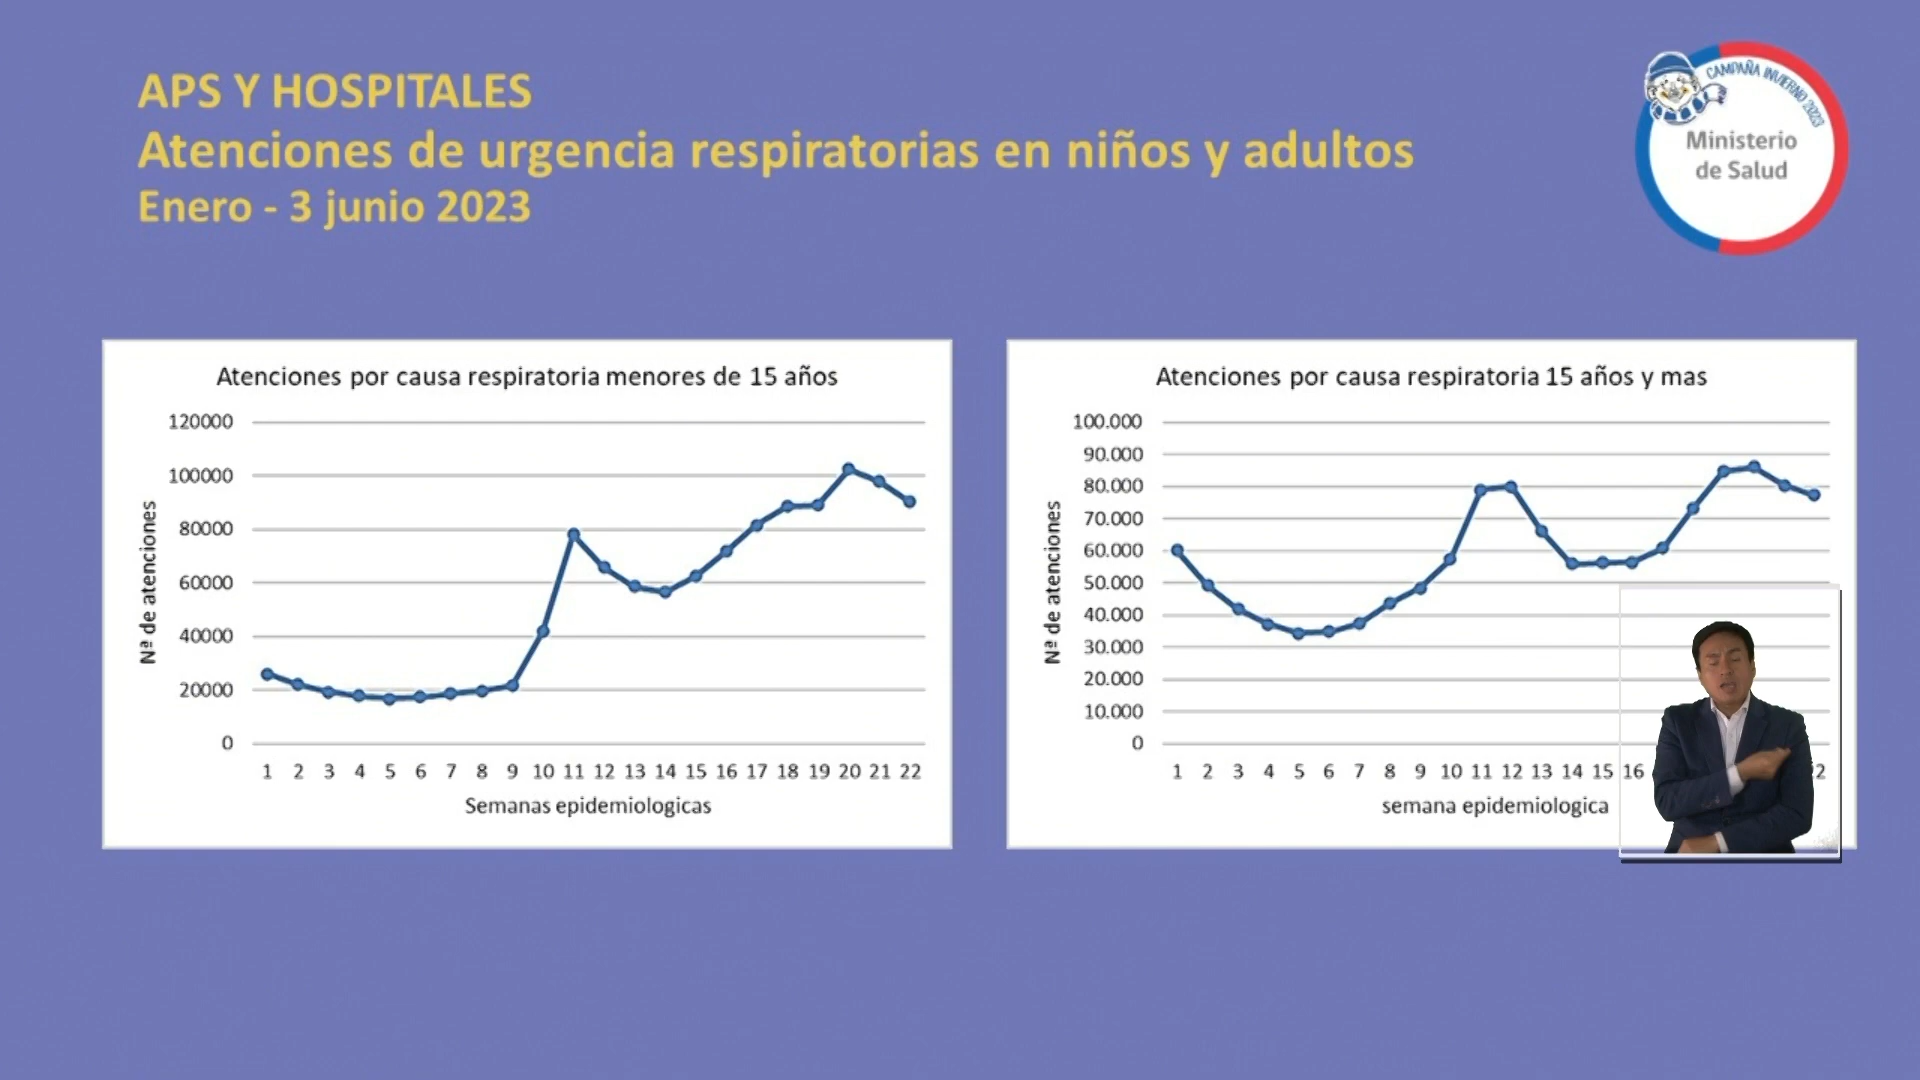 APS Y HOSPITALES
Atenciones de urgencia respiratorias en niños y adultos
Enero - 3 junio 2023
CAMPAÑA INVIERNO 2023
Ministerio
de Salud
Atenciones por causa respiratoria menores de 15 años
120000
100000
80000
60000
40000
20000
0
Nª de atenciones
1 2 3 4 5 6 7 8 9 10 11 12 13 14 15 16 17 18 19 20 21 22
Semanas epidemiologicas
Atenciones por causa respiratoria 15 años y mas
100.000
90.000
80.000
70.000
60.000
50.000
40.000
30.000
20.000
10.000
0
Nª de atenciones
1 2 3 4 5 6 7 8 9 10 11 12 13 14 15 16
semana epidemiologica